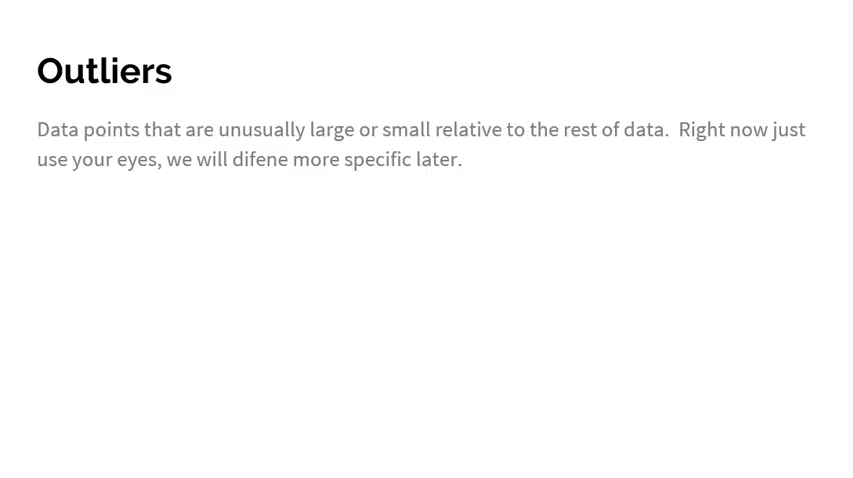 Outliers
Data points that are unusually large or small relative to the rest of data.  Right now just
use your eyes, we will difene more specific later.